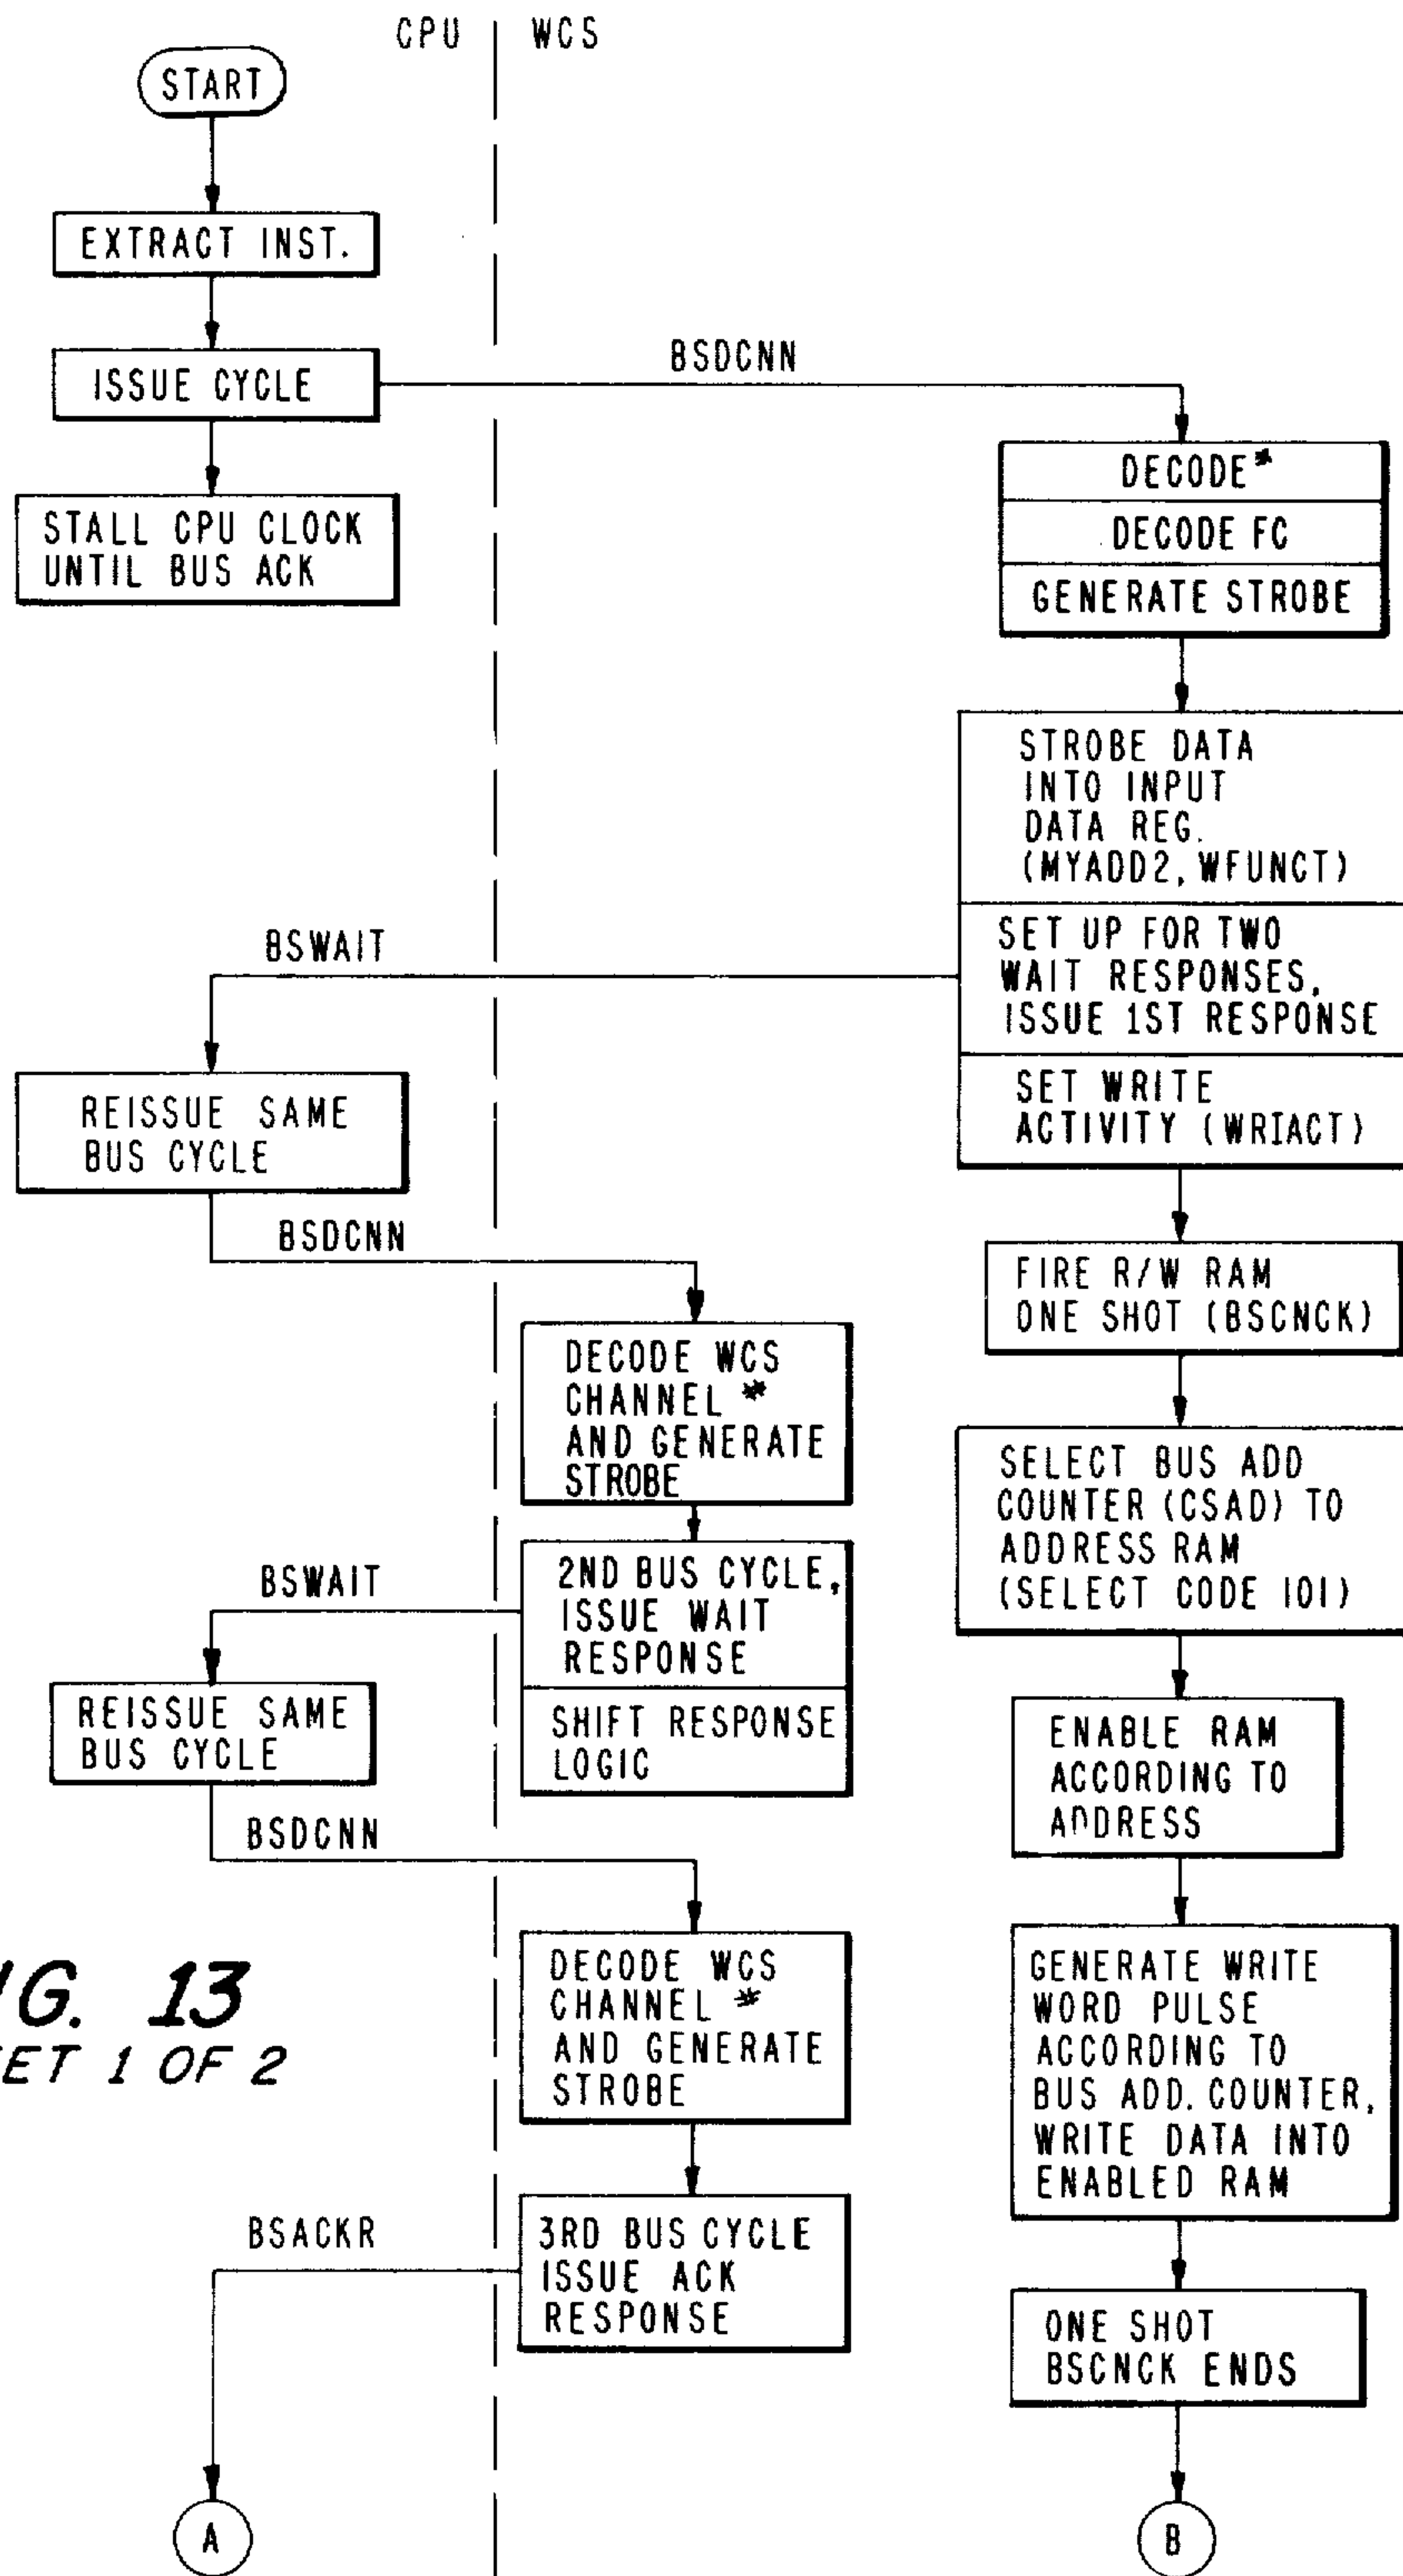 CPU WCS
START
EXTRACT INST.
ISSUE CYCLE
BSDCNN
STALL CPU CLOCK
UNTIL BUS ACK
DECODE*
DECODE FC
GENERATE STROBE
STROBE DATA
INTO INPUT
DATA REG.
(MYADD2, WFUNCT)
SET UP FOR TWO
WAIT RESPONSES,
ISSUE 1ST RESPONSE
SET WRITE
ACTIVITY (WRIACT)
BSWAIT
REISSUE SAME
BUS CYCLE
BSDCNN
FIRE R/W RAM
ONE SHOT (BSCNCK)
DECODE WCS
CHANNEL *
AND GENERATE
STROBE
SELECT BUS ADD
COUNTER (CSAD) TO
ADDRESS RAM
(SELECT CODE 101)
2ND BUS CYCLE,
ISSUE WAIT
RESPONSE
SHIFT RESPONSE
LOGIC
BSWAIT
REISSUE SAME
BUS CYCLE
BSDCNN
ENABLE RAM
ACCORDING TO
ADDRESS
DECODE WCS
CHANNEL *
AND GENERATE
STROBE
GENERATE WRITE
WORD PULSE
ACCORDING TO
BUS ADD. COUNTER,
WRITE DATA INTO
ENABLED RAM
IG. 13
EET 1 OF 2
3RD BUS CYCLE
ISSUE ACK
RESPONSE
BSACKR
ONE SHOT
BSCNCK ENDS
A
B